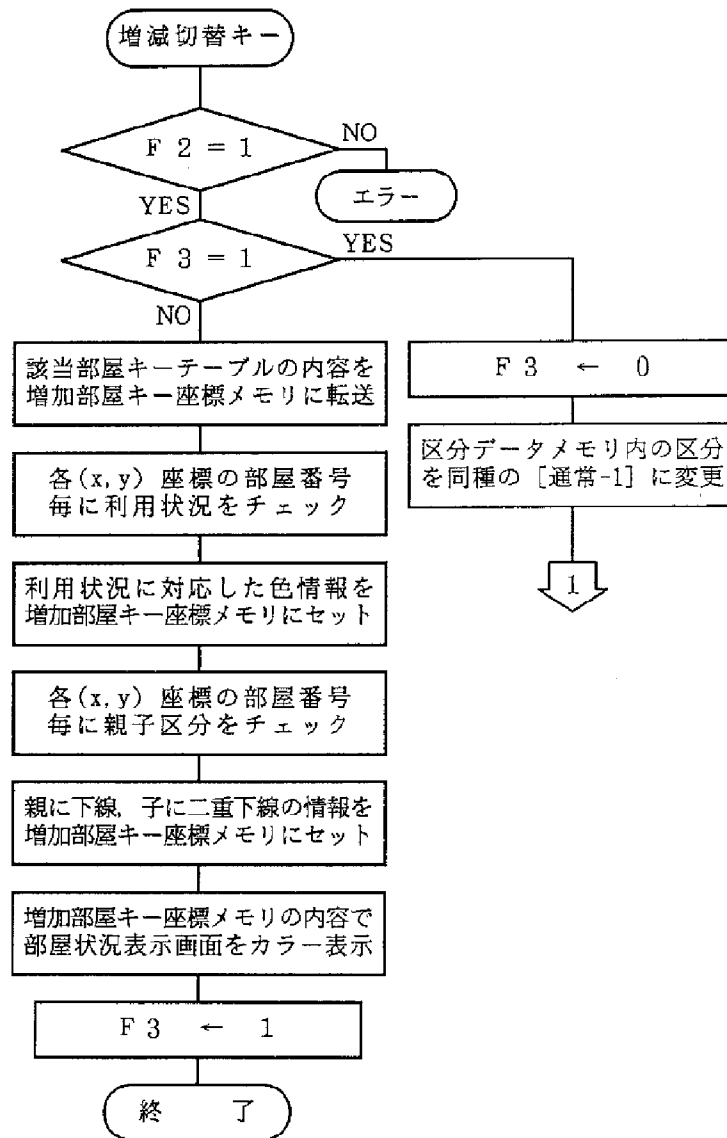 増減切替キー
F 2 = 1
NO
エラー
YES
F 3 = 1
YES
NO
該当部屋キーテーブルの内容を
増加部屋キー座標メモリに転送
F 3 ← 0
区分データメモリ内の区分
を同種の [通常-1] に変更
1
各(x, y) 座標の部屋番号
毎に利用状況をチェック
利用状況に対応した色情報を
増加部屋キー座標メモリにセット
各(x, y) 座標の部屋番号
毎に親子区分をチェック
親に下線, 子に二重下線の情報を
増加部屋キー座標メモリにセット
増加部屋キー座標メモリの内容で
部屋状況表示画面をカラー表示
F 3 ← 1
終 了